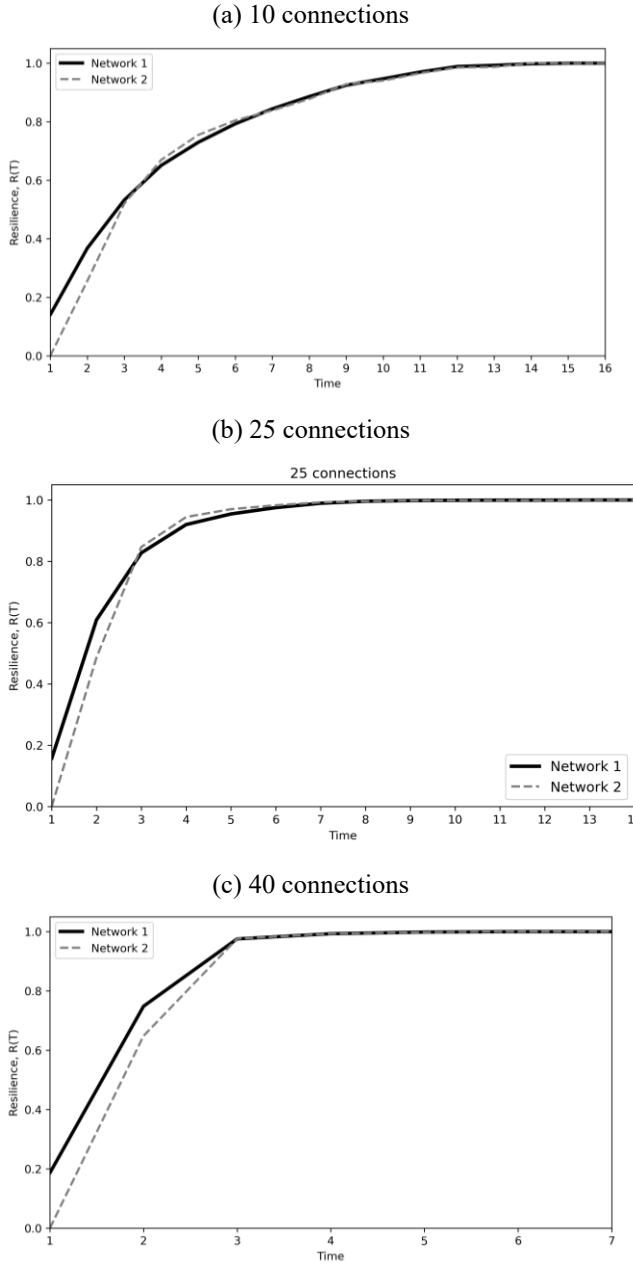 (a) 10 connections
Network 1
Network 2
1.0
0.8
0.6
0.4
0.2
0.0
Resilience, R(T)
1 2 3 4 5 6 7 8 9 10 11 12 13 14 15 16
Time
(b) 25 connections
25 connections
1.0
0.8
0.6
0.4
0.2
0.0
Resilience, R(T)
Network 1
Network 2
1 2 3 4 5 6 7 8 9 10 11 12 13 1
Time
(c) 40 connections
Network 1
Network 2
1.0
0.8
0.6
0.4
0.2
0.0
Resilience, R(T)
1 2 3 4 5 6 7
Time